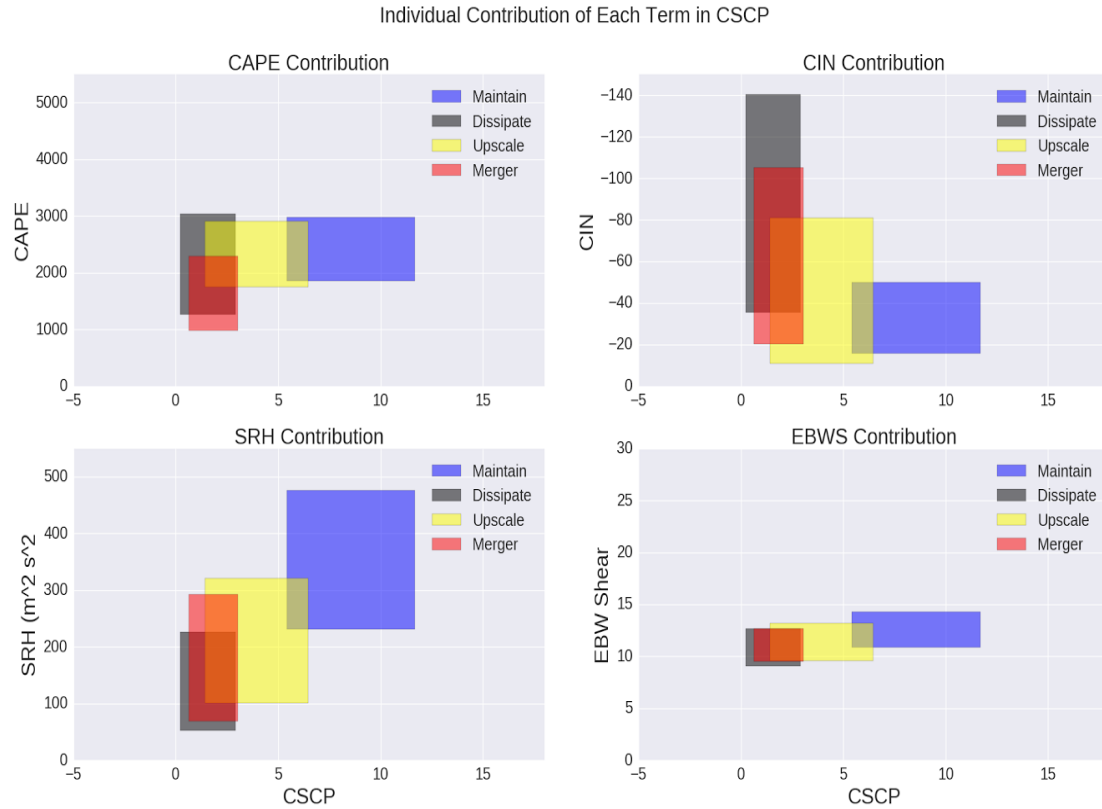 Individual Contribution of Each Term in CSCP
CAPE Contribution
5000
4000
3000
2000
1000
0
−5
0
5
10
15
CAPE
Maintain
Dissipate
Upscale
Merger
CIN Contribution
−140
−120
−100
−80
−60
−40
−20
0
−5
0
5
10
15
CIN
Maintain
Dissipate
Upscale
Merger
SRH Contribution
500
400
300
200
100
0
−5
0
5
10
15
SRH (m^2 s^2
CSCP
Maintain
Dissipate
Upscale
Merger
EBWS Contribution
30
25
20
15
10
5
0
−5
0
5
10
15
EBW Shear
CSCP
Maintain
Dissipate
Upscale
Merger